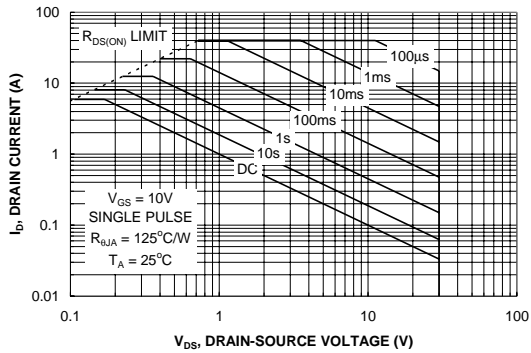 100
10
1
0.1
0.01
I_D, DRAIN CURRENT (A)
R_DS(ON) LIMIT
100µs
1ms
10ms
100ms
1s
10s
DC
V_GS = 10V
SINGLE PULSE
R_θJA = 125°C/W
T_A = 25°C
0.1 1 10 100
V_DS, DRAIN-SOURCE VOLTAGE (V)